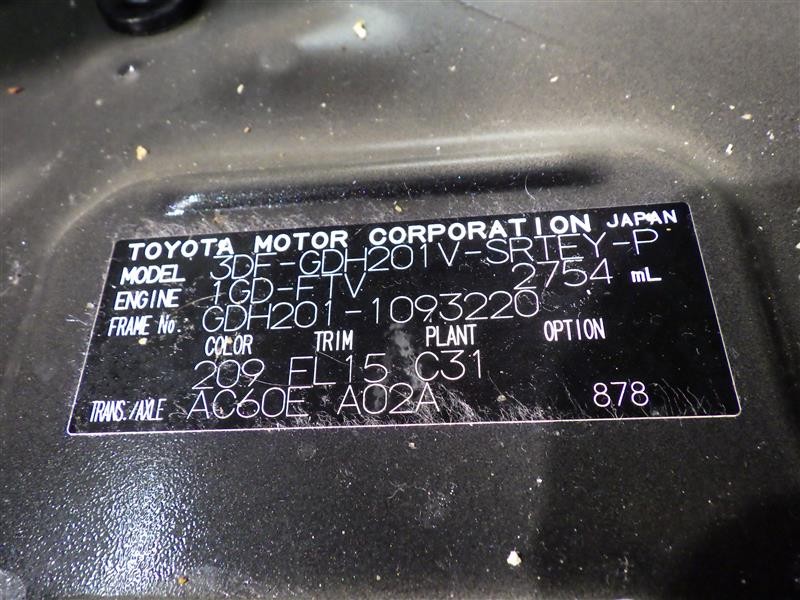 TOYOTA MOTOR CORPORATION JAPAN
MODEL 3DF-GDH201V-SRTEY-P
ENGINE 1GD-FTV 2754 mL
FRAME No GDH201-1093220
COLOR TRIM PLANT OPTION
209 FL15 C31
TRANS./AXLE AC60E A02A 878